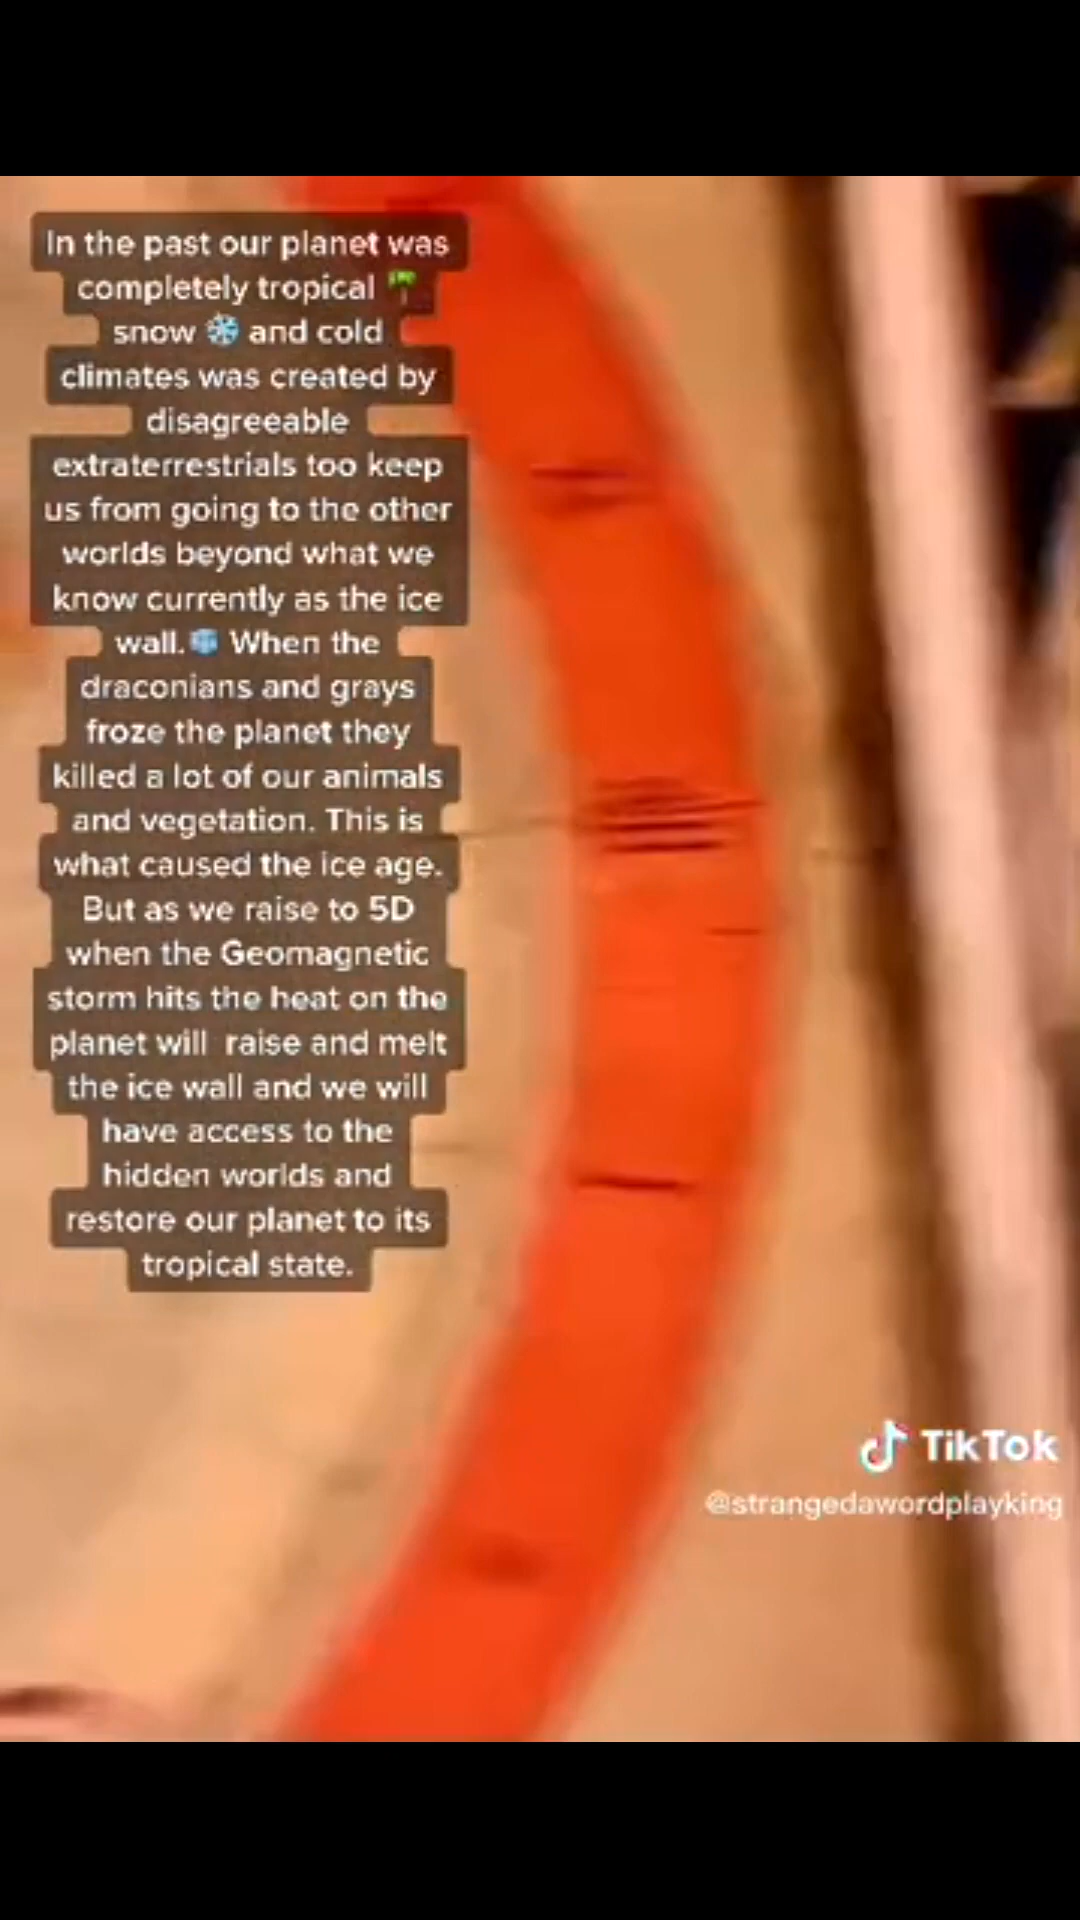 In the past our planet was
completely tropical 🌴
snow ❄️ and cold
climates was created by
disagreeable
extraterrestrials too keep
us from going to the other
worlds beyond what we
know currently as the ice
wall.🧊 When the
draconians and grays
froze the planet they
killed a lot of our animals
and vegetation. This is
what caused the ice age.
But as we raise to 5D
when the Geomagnetic
storm hits the heat on the
planet will raise and melt
the ice wall and we will
have access to the
hidden worlds and
restore our planet to its
tropical state.
TikTok
@strangedawordplayking